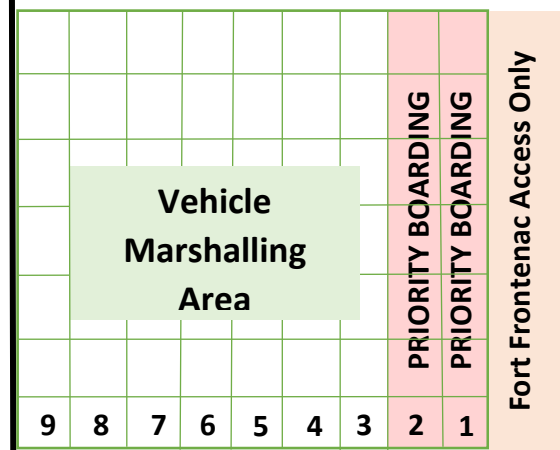 Vehicle
Marshalling
Area
PRIORITY BOARDING
PRIORITY BOARDING
Fort Frontenac Access Only
9 8 7 6 5 4 3 2 1